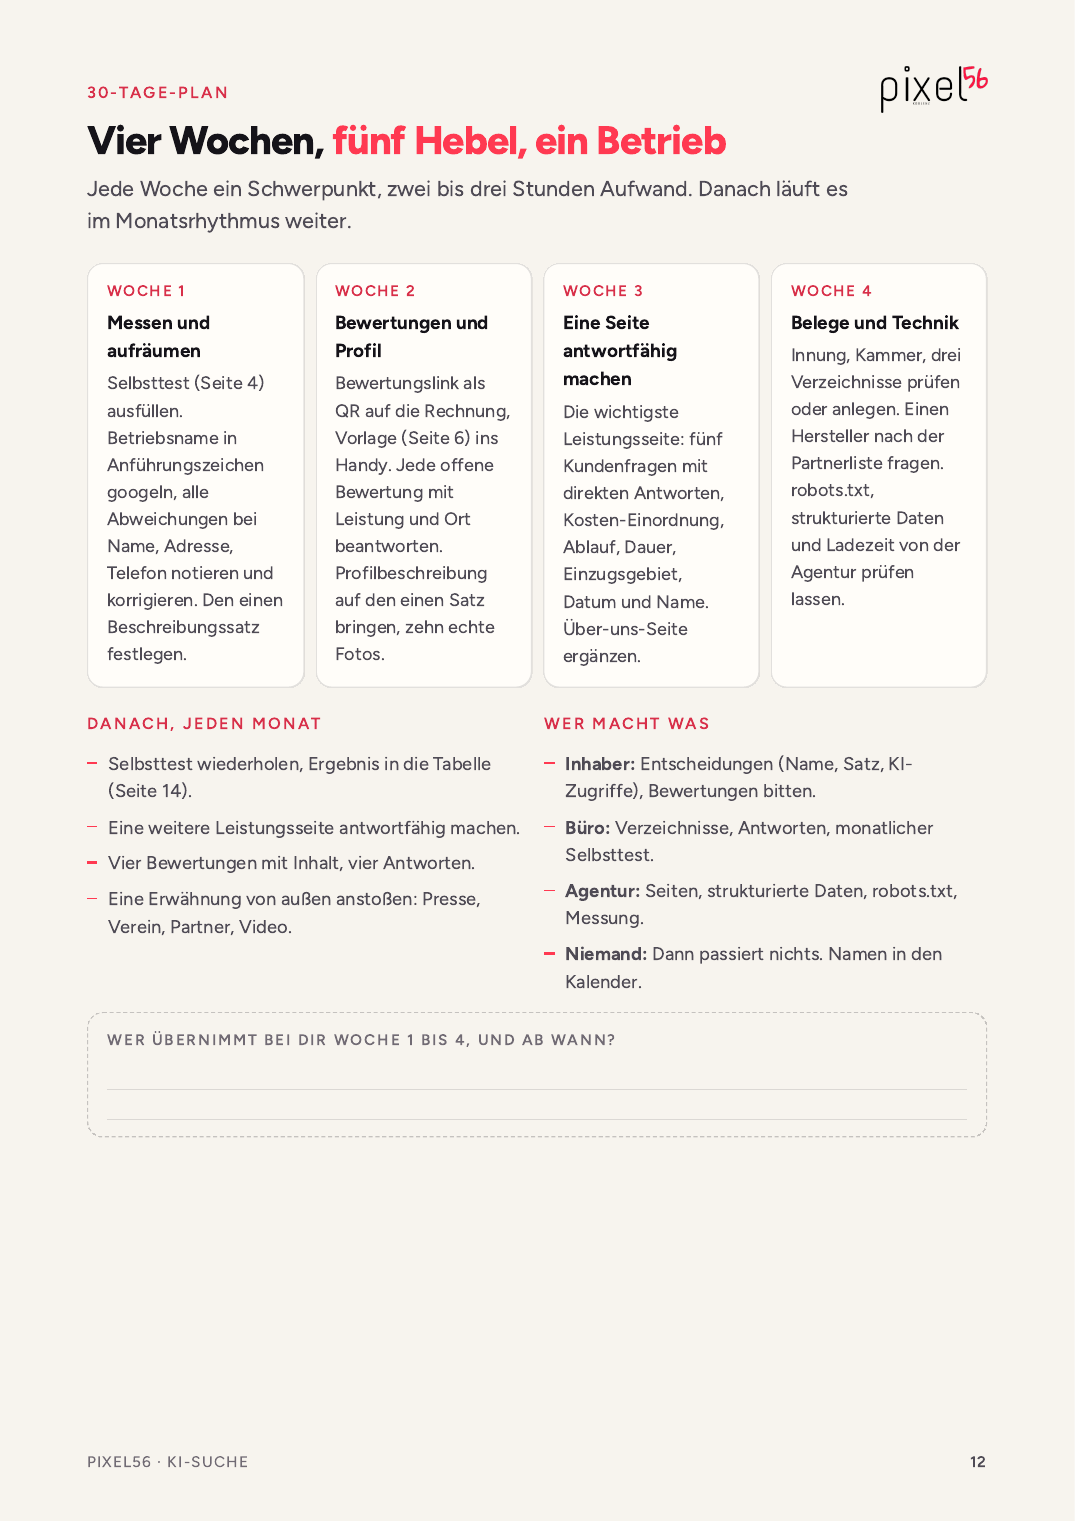 30-TAGE-PLAN
pixel56
Vier Wochen, fünf Hebel, ein Betrieb
Jede Woche ein Schwerpunkt, zwei bis drei Stunden Aufwand. Danach läuft es
im Monatsrhythmus weiter.
WOCHE 1
Messen und
aufräumen
Selbsttest (Seite 4)
ausfüllen.
Betriebsname in
Anführungszeichen
googeln, alle
Abweichungen bei
Name, Adresse,
Telefon notieren und
korrigieren. Den einen
Beschreibungssatz
festlegen.
WOCHE 2
Bewertungen und
Profil
Bewertungslink als
QR auf die Rechnung,
Vorlage (Seite 6) ins
Handy. Jede offene
Bewertung mit
Leistung und Ort
beantworten.
Profilbeschreibung
auf den einen Satz
bringen, zehn echte
Fotos.
WOCHE 3
Eine Seite
antwortfähig
machen
Die wichtigste
Leistungsseite: fünf
Kundenfragen mit
direkten Antworten,
Kosten-Einordnung,
Ablauf, Dauer,
Einzugsgebiet,
Datum und Name.
Über-uns-Seite
ergänzen.
WOCHE 4
Belege und Technik
Innung, Kammer, drei
Verzeichnisse prüfen
oder anlegen. Einen
Hersteller nach der
Partnerliste fragen.
robots.txt,
strukturierte Daten
und Ladezeit von der
Agentur prüfen
lassen.
DANACH, JEDEN MONAT
Selbsttest wiederholen, Ergebnis in die Tabelle
(Seite 14).
Eine weitere Leistungsseite antwortfähig machen.
Vier Bewertungen mit Inhalt, vier Antworten.
Eine Erwähnung von außen anstoßen: Presse,
Verein, Partner, Video.
WER MACHT WAS
Inhaber: Entscheidungen (Name, Satz, KI-
Zugriffe), Bewertungen bitten.
Büro: Verzeichnisse, Antworten, monatlicher
Selbsttest.
Agentur: Seiten, strukturierte Daten, robots.txt,
Messung.
Niemand: Dann passiert nichts. Namen in den
Kalender.
WER ÜBERNIMMT BEI DIR WOCHE 1 BIS 4, UND AB WANN?
PIXEL56 · KI-SUCHE
12